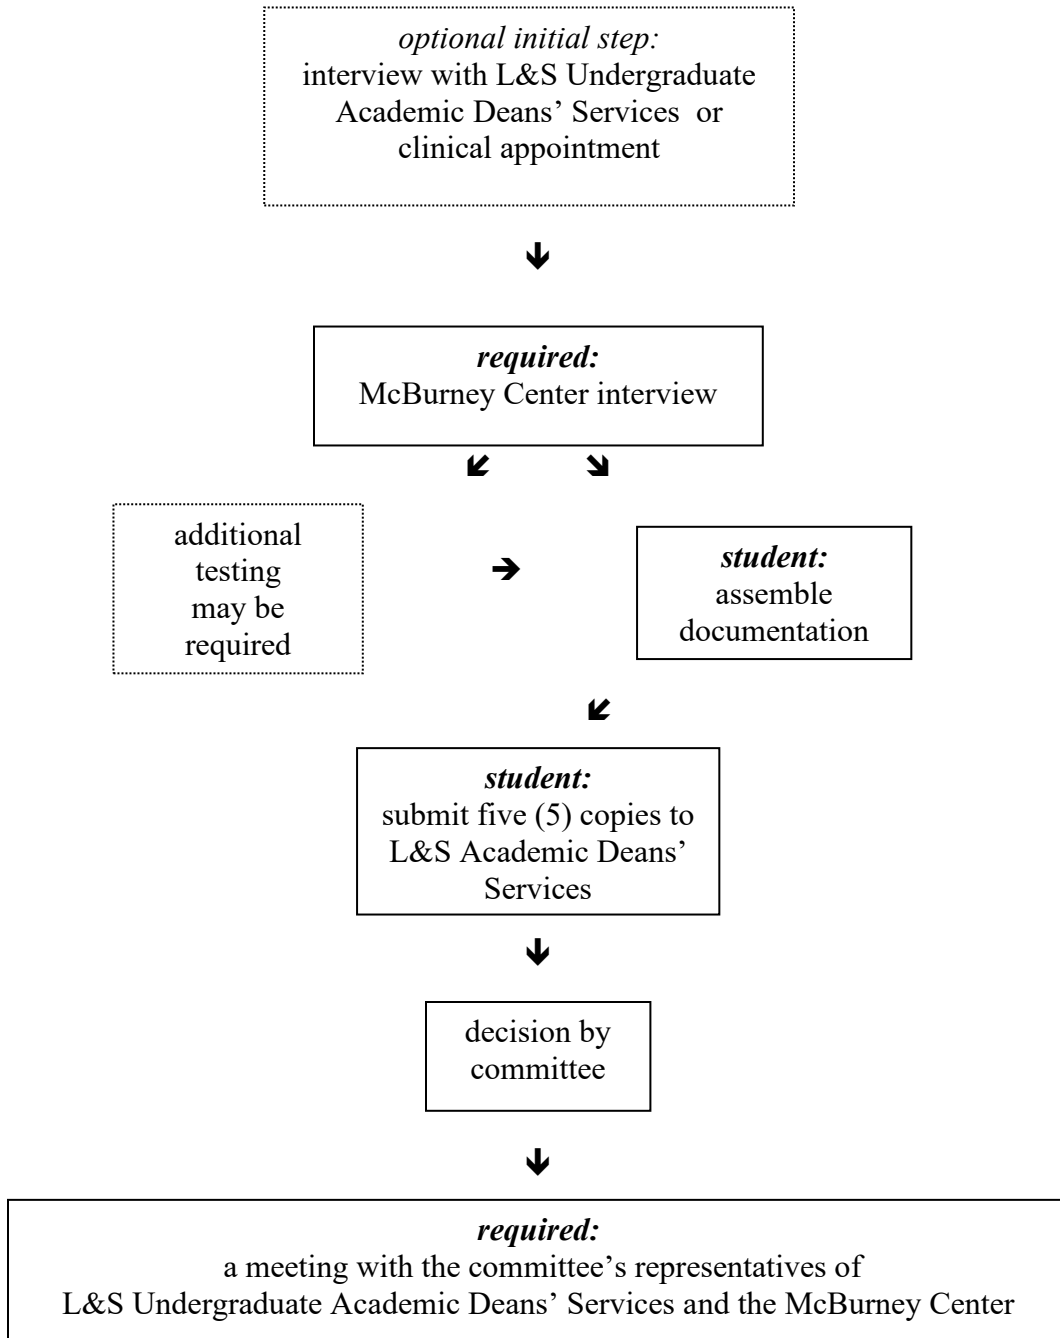 optional initial step:
interview with L&S Undergraduate
Academic Deans’ Services or
clinical appointment
required:
McBurney Center interview
additional
testing
may be
required
student:
assemble
documentation
student:
submit five (5) copies to
L&S Academic Deans’
Services
decision by
committee
required:
a meeting with the committee’s representatives of
L&S Undergraduate Academic Deans’ Services and the McBurney Center